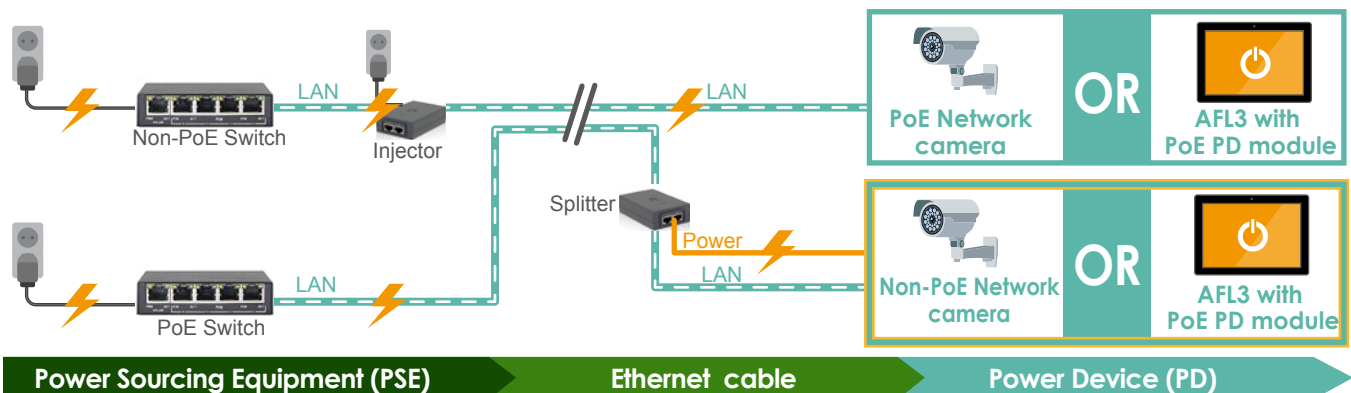 LAN
LAN
Non-PoE Switch
Injector
PoE Network
camera
OR
AFL3 with
PoE PD module
Splitter
Power
LAN
LAN
PoE Switch
Non-PoE Network
camera
OR
AFL3 with
PoE PD module
Power Sourcing Equipment (PSE)
Ethernet cable
Power Device (PD)